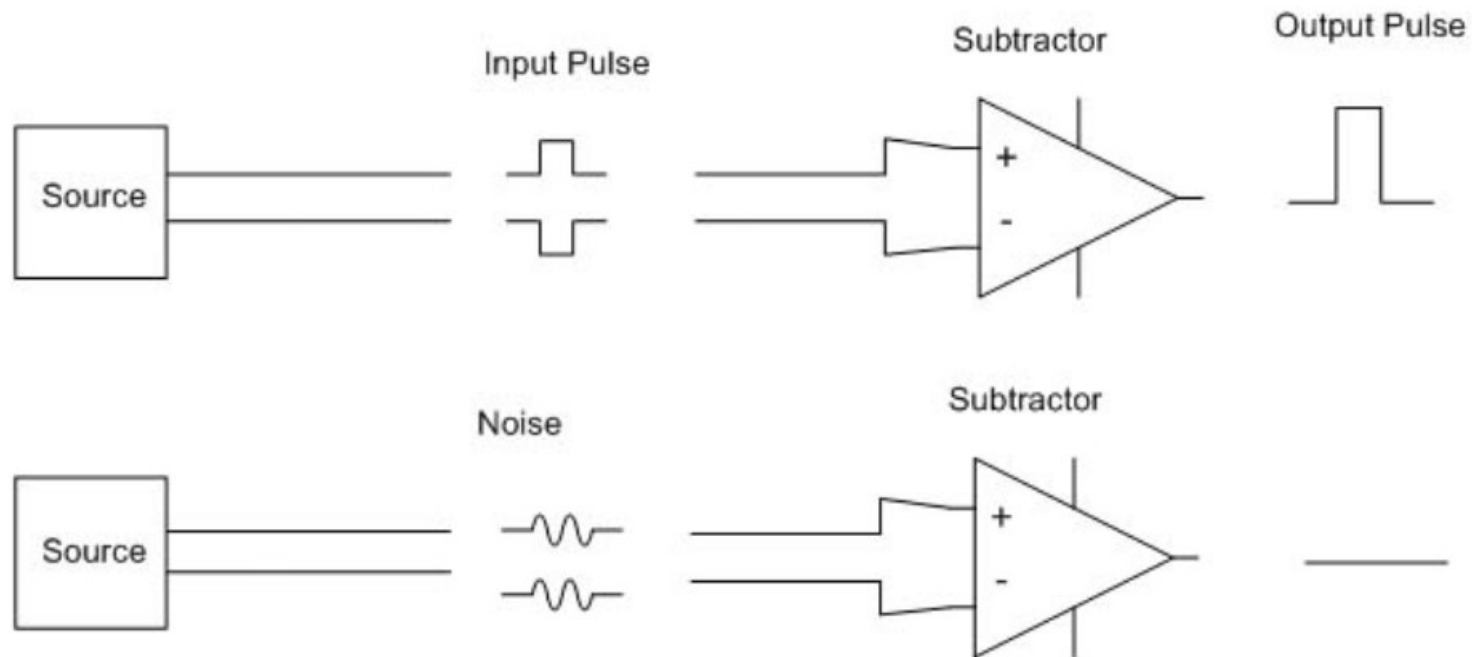 Output Pulse
Subtractor
Input Pulse
Source
+
-
Subtractor
Noise
Source
+
-